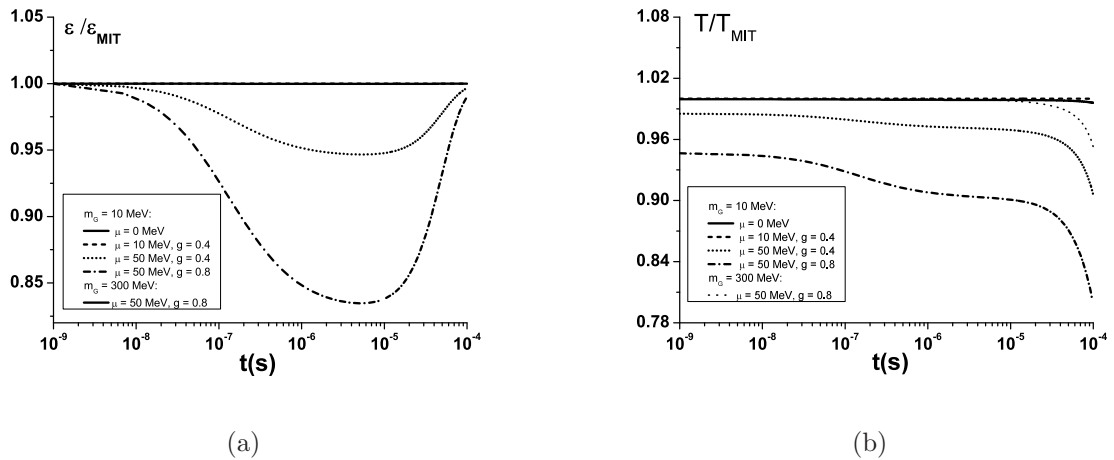 ε /ε_MIT
1.05
1.00
0.95
0.90
0.85
m_G = 10 MeV:
μ = 0 MeV
μ = 10 MeV, g = 0.4
μ = 50 MeV, g = 0.4
μ = 50 MeV, g = 0.8
m_G = 300 MeV:
μ = 50 MeV, g = 0.8
10^-9 10^-8 10^-7 10^-6 10^-5 10^-4
t(s)
(a)
T/T_MIT
1.08
1.02
0.96
0.90
0.84
0.78
m_G = 10 MeV:
μ = 0 MeV
μ = 10 MeV, g=0.4
μ = 50 MeV, g=0.4
μ = 50 MeV, g=0.8
m_G = 300 MeV:
μ = 50 MeV, g=0.8
10^-9 10^-8 10^-7 10^-6 10^-5 10^-4
t(s)
(b)